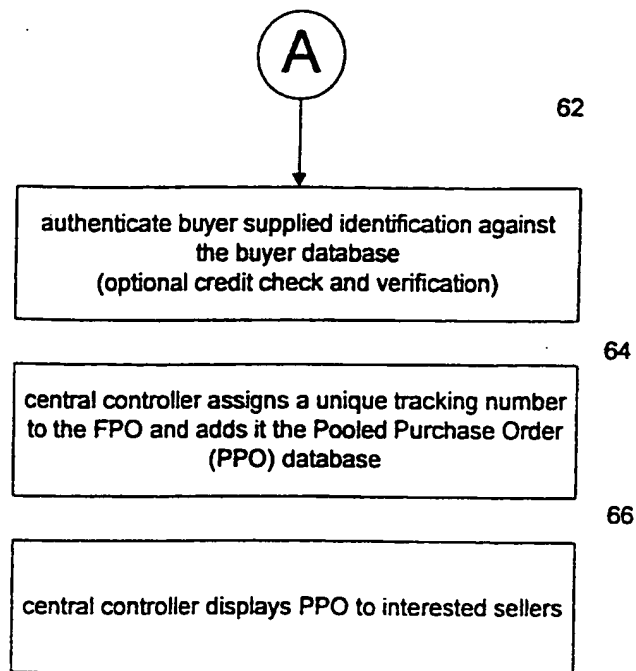 A
62
authenticate buyer supplied identification against
the buyer database
(optional credit check and verification)
64
central controller assigns a unique tracking number
to the FPO and adds it the Pooled Purchase Order
(PPO) database
66
central controller displays PPO to interested sellers